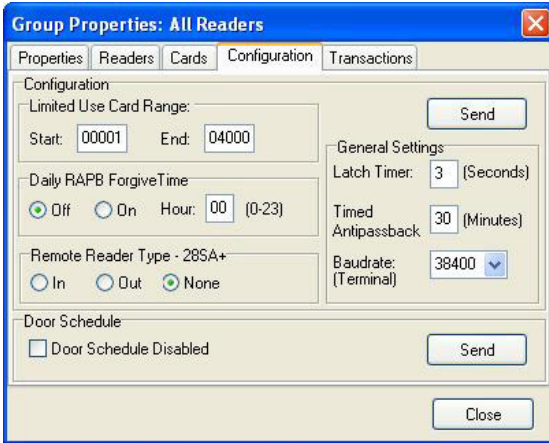 Group Properties: All Readers
Properties Readers Cards Configuration Transactions
Configuration
Limited Use Card Range:
Start: 00001 End: 04000
Send
General Settings
Latch Timer: 3 (Seconds)
Daily RAPB ForgiveTime
Off On Hour: 00 (0-23)
Timed
Antipassback 30 (Minutes)
Remote Reader Type - 28SA+
In Out None
Baudrate: 38400
(Terminal)
Door Schedule
Door Schedule Disabled
Send
Close